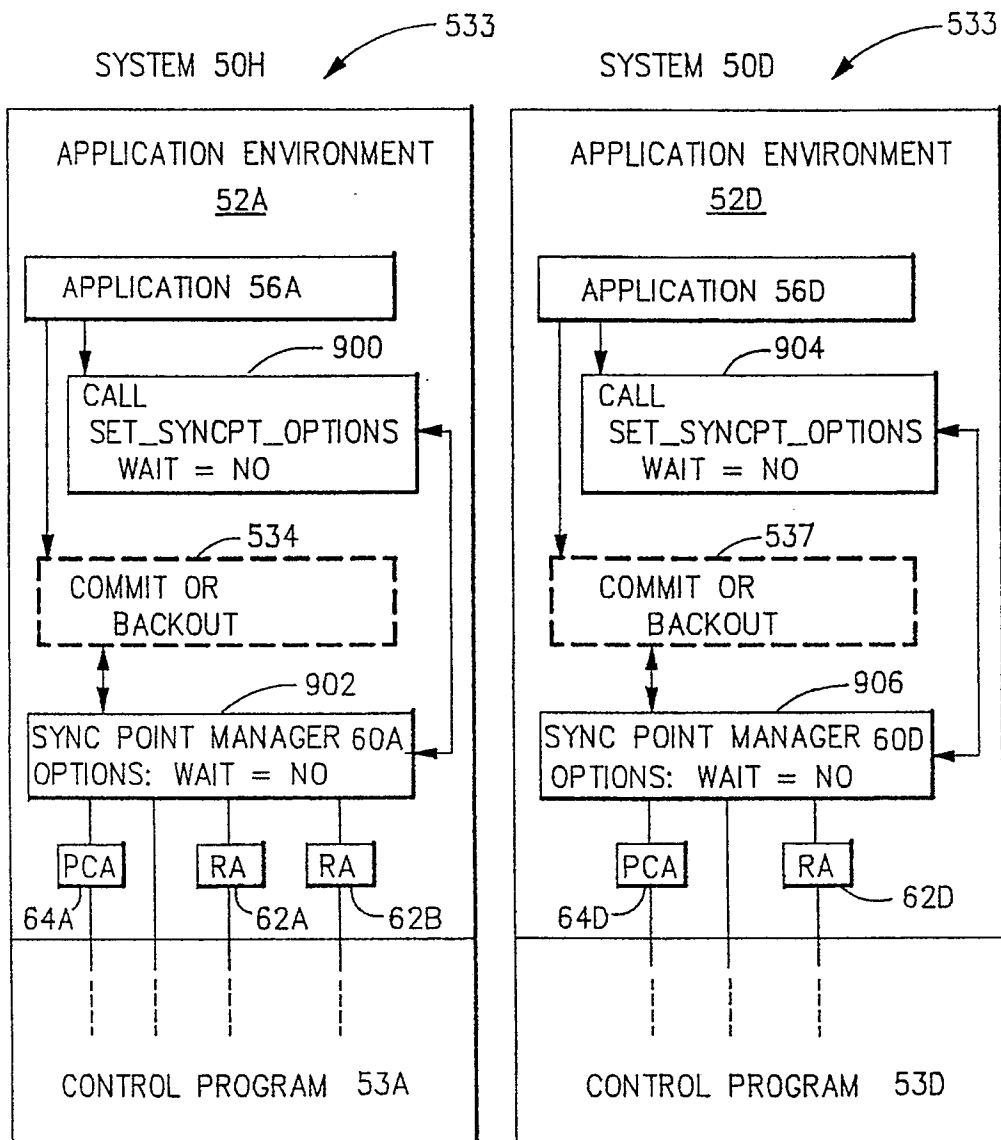 533
SYSTEM 50H
APPLICATION ENVIRONMENT
52A
APPLICATION 56A
900
CALL
SET_SYNCPT_OPTIONS
WAIT = NO
534
COMMIT OR
BACKOUT
902
SYNC POINT MANAGER 60A
OPTIONS: WAIT = NO
PCA
RA
RA
64A
62A
62B
CONTROL PROGRAM 53A
533
SYSTEM 50D
APPLICATION ENVIRONMENT
52D
APPLICATION 56D
904
CALL
SET_SYNCPT_OPTIONS
WAIT = NO
537
COMMIT OR
BACKOUT
906
SYNC POINT MANAGER 60D
OPTIONS: WAIT = NO
PCA
RA
64D
62D
CONTROL PROGRAM 53D